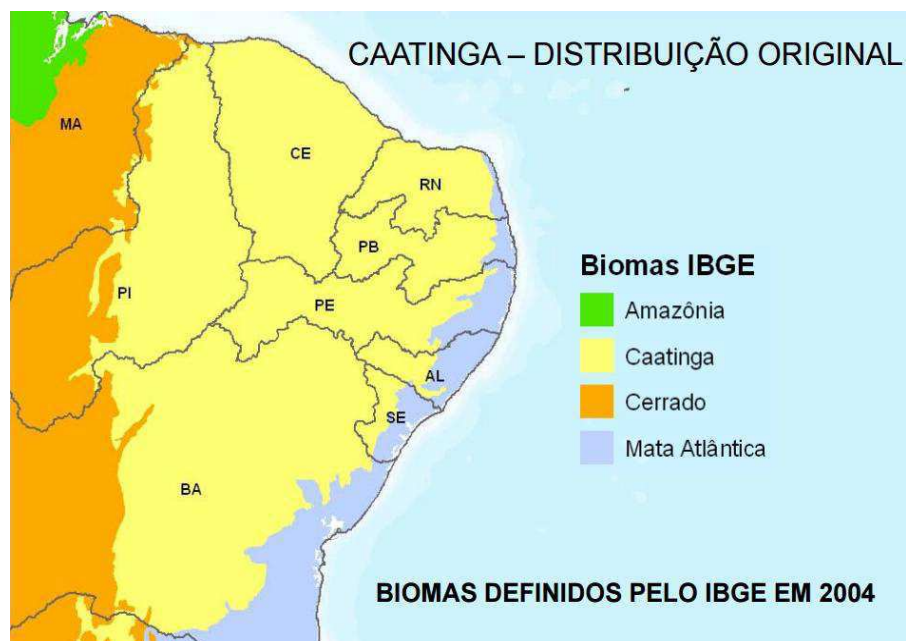 CAATINGA – DISTRIBUIÇÃO ORIGINAL
MA
CE
RN
PB
PI
PE
AL
SE
BA
Biomas IBGE
Amazônia
Caatinga
Cerrado
Mata Atlântica
BIOMAS DEFINIDOS PELO IBGE EM 2004